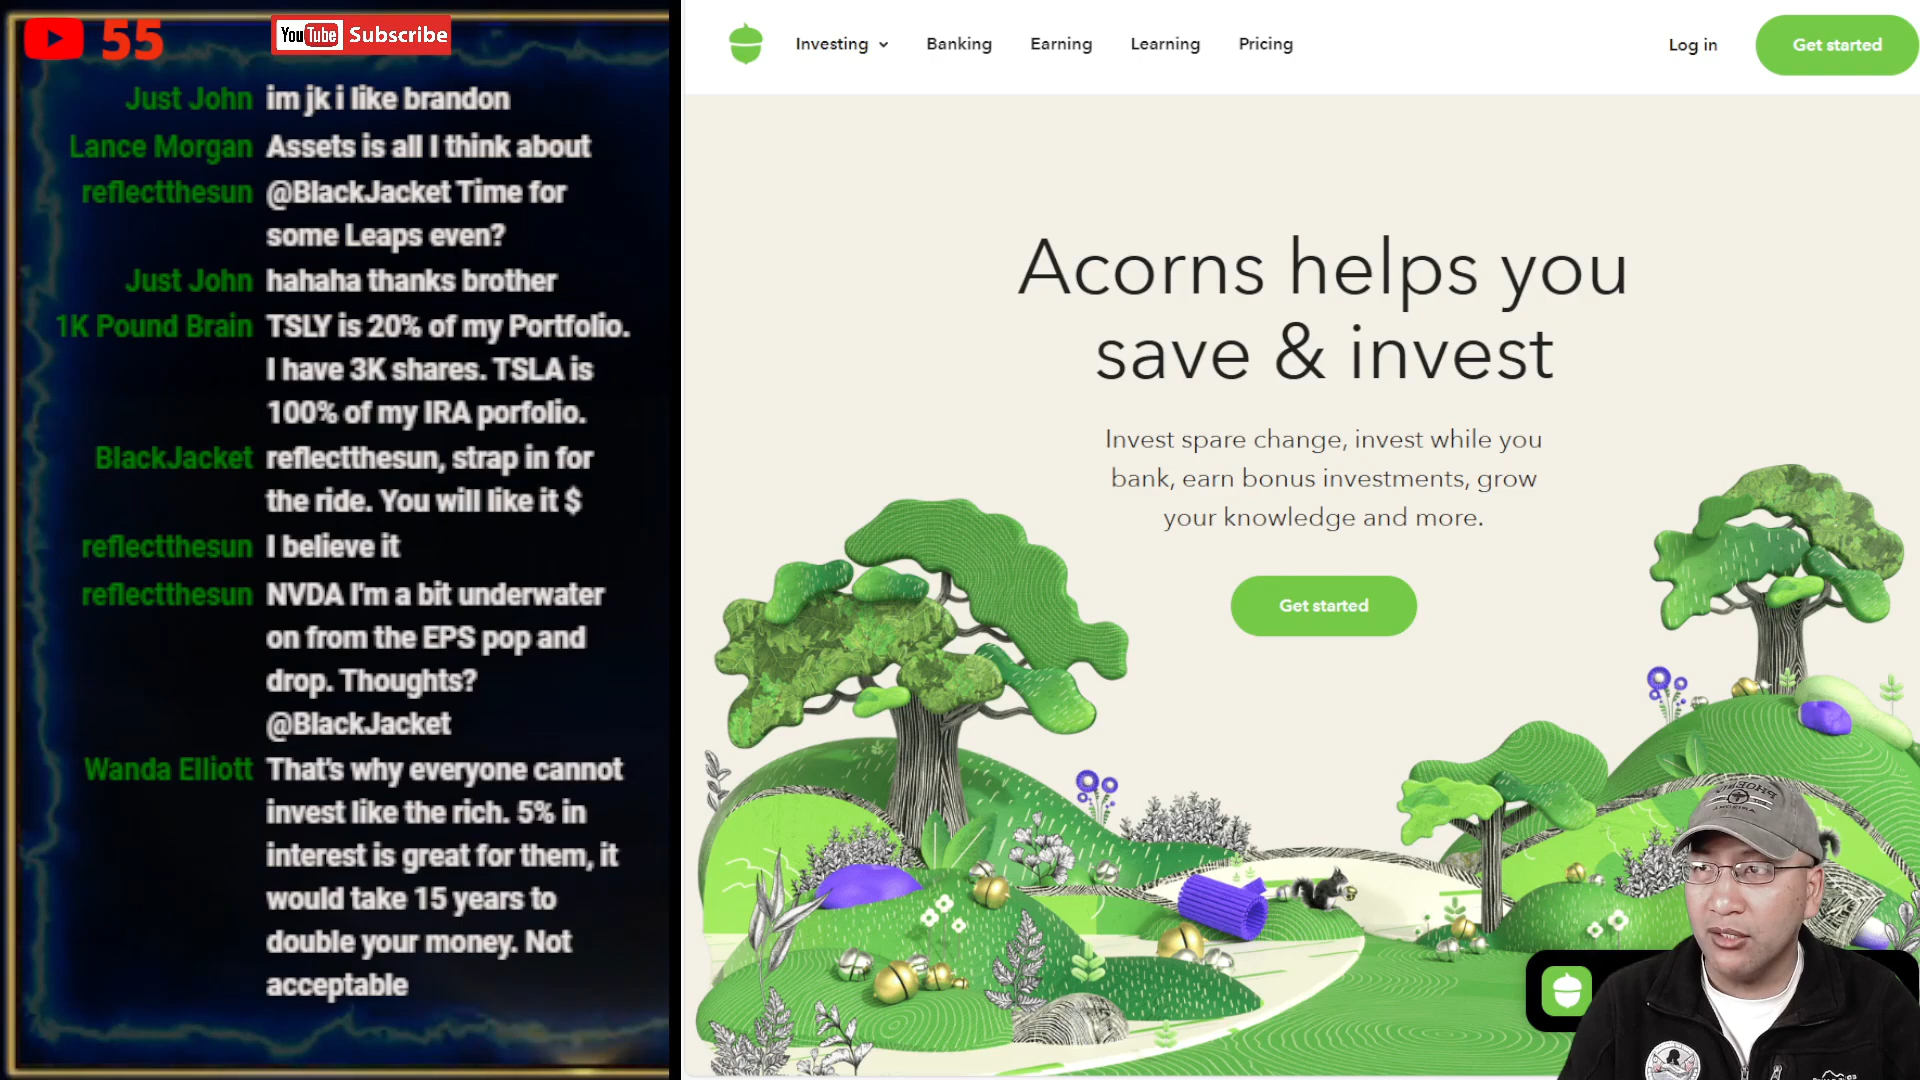 55
YouTube Subscribe
Just John im jk i like brandon
Lance Morgan Assets is all I think about
reflectthesun @BlackJacket Time for
some Leaps even?
Just John hahaha thanks brother
1K Pound Brain TSLY is 20% of my Portfolio.
I have 3K shares. TSLA is
100% of my IRA porfolio.
BlackJacket reflectthesun, strap in for
the ride. You will like it $
reflectthesun I believe it
reflectthesun NVDA I'm a bit underwater
on from the EPS pop and
drop. Thoughts?
@BlackJacket
Wanda Elliott That's why everyone cannot
invest like the rich. 5% in
interest is great for them, it
would take 15 years to
double your money. Not
acceptable
Investing Banking Earning Learning Pricing
Log in Get started
Acorns helps you
save & invest
Invest spare change, invest while you
bank, earn bonus investments, grow
your knowledge and more.
Get started